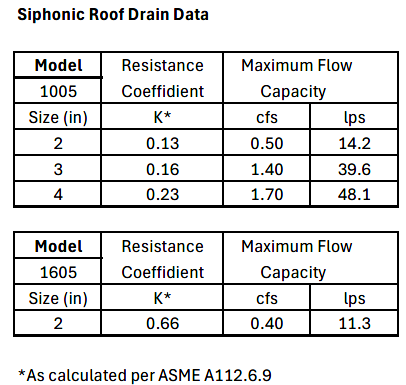 Siphonic Roof Drain Data
Model Resistance Maximum Flow
1005 Coeffidient Capacity
Size (in) K* cfs lps
2 0.13 0.50 14.2
3 0.16 1.40 39.6
4 0.23 1.70 48.1
Model Resistance Maximum Flow
1605 Coeffidient Capacity
Size (in) K* cfs lps
2 0.66 0.40 11.3
*As calculated per ASME A112.6.9